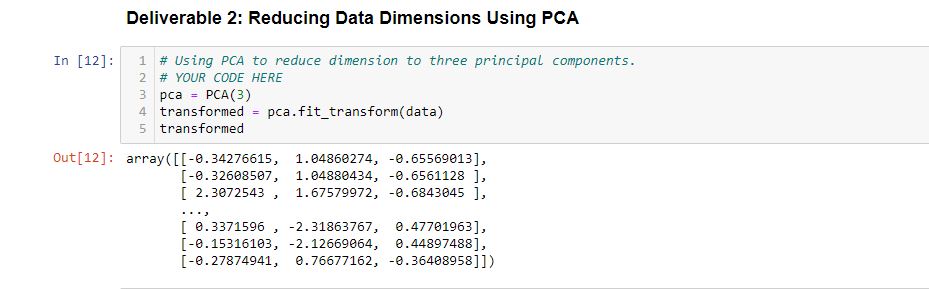 Deliverable 2: Reducing Data Dimensions Using PCA
In [12]:
1 # Using PCA to reduce dimension to three principal components.
2 # YOUR CODE HERE
3 pca = PCA(3)
4 transformed = pca.fit_transform(data)
5 transformed
Out[12]: array([[-0.34276615,  1.04860274, -0.65569013],
[-0.32608507,  1.04880434, -0.6561128 ],
[ 2.3072543 ,  1.67579972, -0.6843045 ],
...,
[ 0.3371596 , -2.31863767,  0.47701963],
[-0.15316103, -2.12669064,  0.44897488],
[-0.27874941,  0.76677162, -0.36408958]])